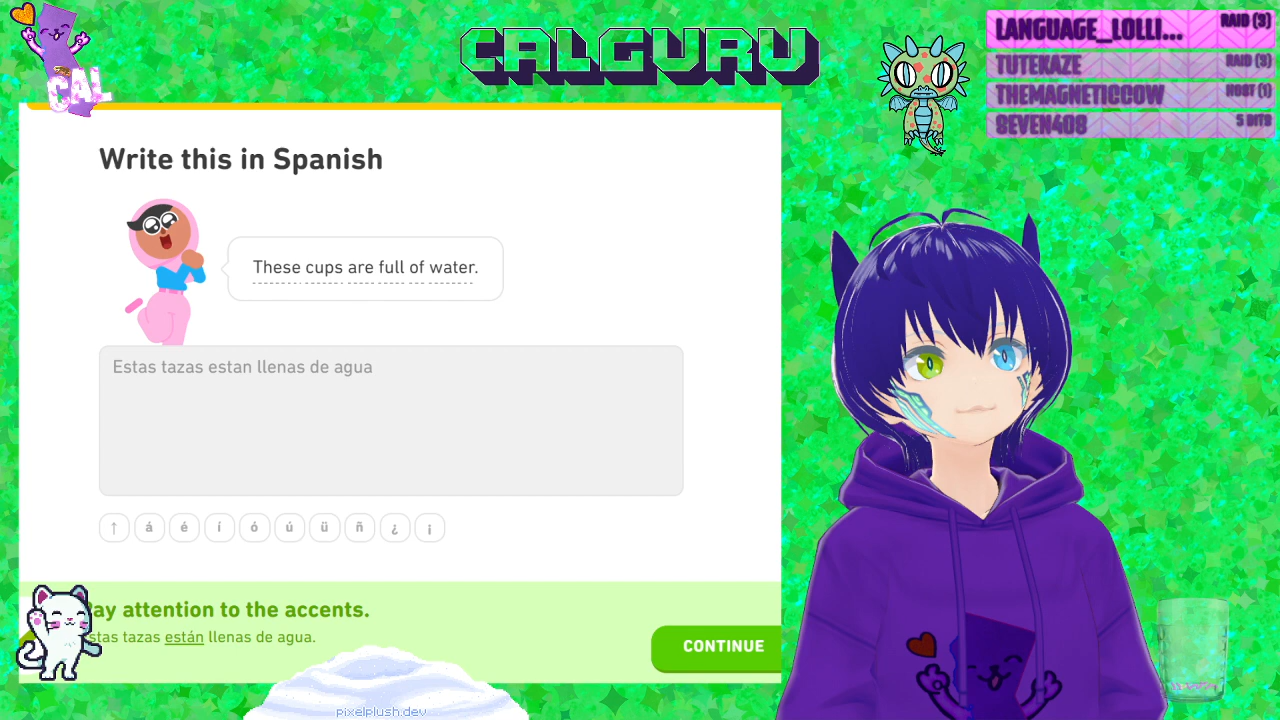 CAL
CALGURU
LANGUAGE_LOLLI... RAID (3)
TUTEKAZE RAID (3)
THEMAGNETICCOW HOST (1)
SEVEN408 5 BITS
Write this in Spanish
These cups are full of water.
Estas tazas estan llenas de agua
↑ á é í ó ú ü ñ ¿ ¡
ay attention to the accents.
stas tazas están llenas de agua.
CONTINUE
pixelplush.dev